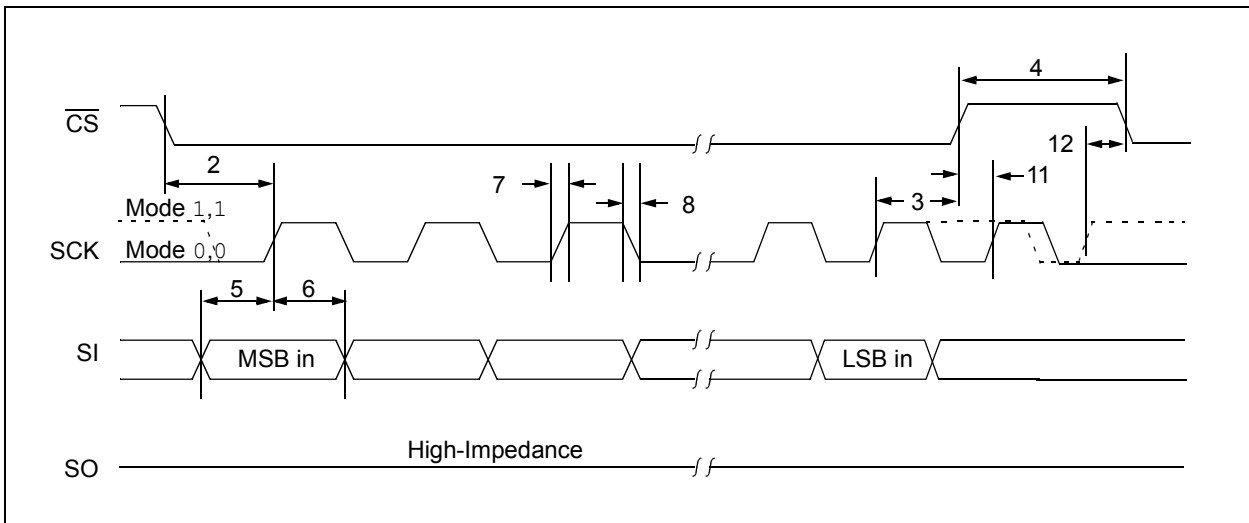 4
CS
12
2
7
8
3
11
Mode 1,1
SCK
Mode 0,0
5
6
SI
MSB in
LSB in
High-Impedance
SO